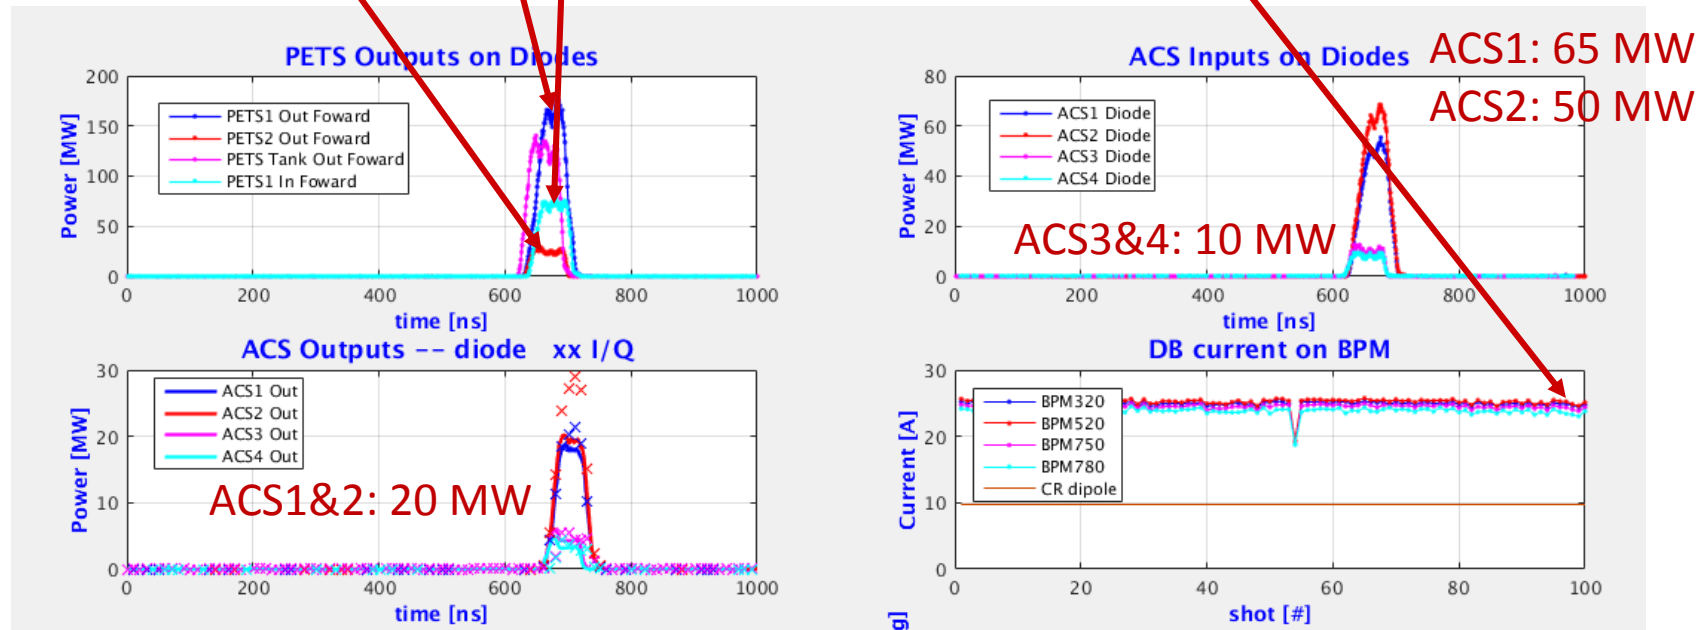 PETS Outputs on Diodes
200
150
100
50
0
Power [MW]
PETS1 Out Foward
PETS2 Out Foward
PETS Tank Out Foward
PETS1 In Foward
0 200 400 600 800 1000
time [ns]
ACS Inputs on Diodes
ACS1: 65 MW
ACS2: 50 MW
80
60
40
20
0
Power [MW]
ACS1 Diode
ACS2 Diode
ACS3 Diode
ACS4 Diode
ACS3&4: 10 MW
0 200 400 600 800 1000
time [ns]
ACS Outputs -- diode xx I/Q
30
20
10
0
Power [MW]
ACS1 Out
ACS2 Out
ACS3 Out
ACS4 Out
ACS1&2: 20 MW
0 200 400 600 800 1000
time [ns]
DB current on BPM
30
20
10
0
Current [A]
BPM320
BPM520
BPM750
BPM780
CR dipole
0 20 40 60 80 100
shot [#]
g]